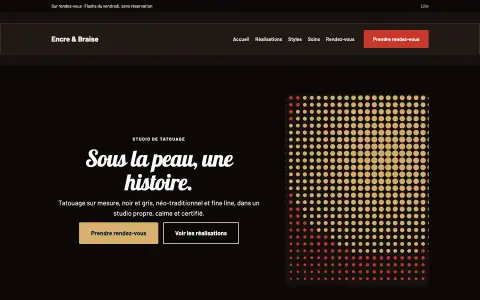 Sur rendez-vous · Flashs du vendredi, sans réservation
Lille
Encre & Braise
Accueil Réalisations Styles Soins Rendez-vous Prendre rendez-vous
STUDIO DE TATOUAGE
Sous la peau, une
histoire.
Tatouage sur mesure, noir et gris, néo-traditionnel et fine line, dans un
studio propre, calme et certifié.
Prendre rendez-vous Voir les réalisations